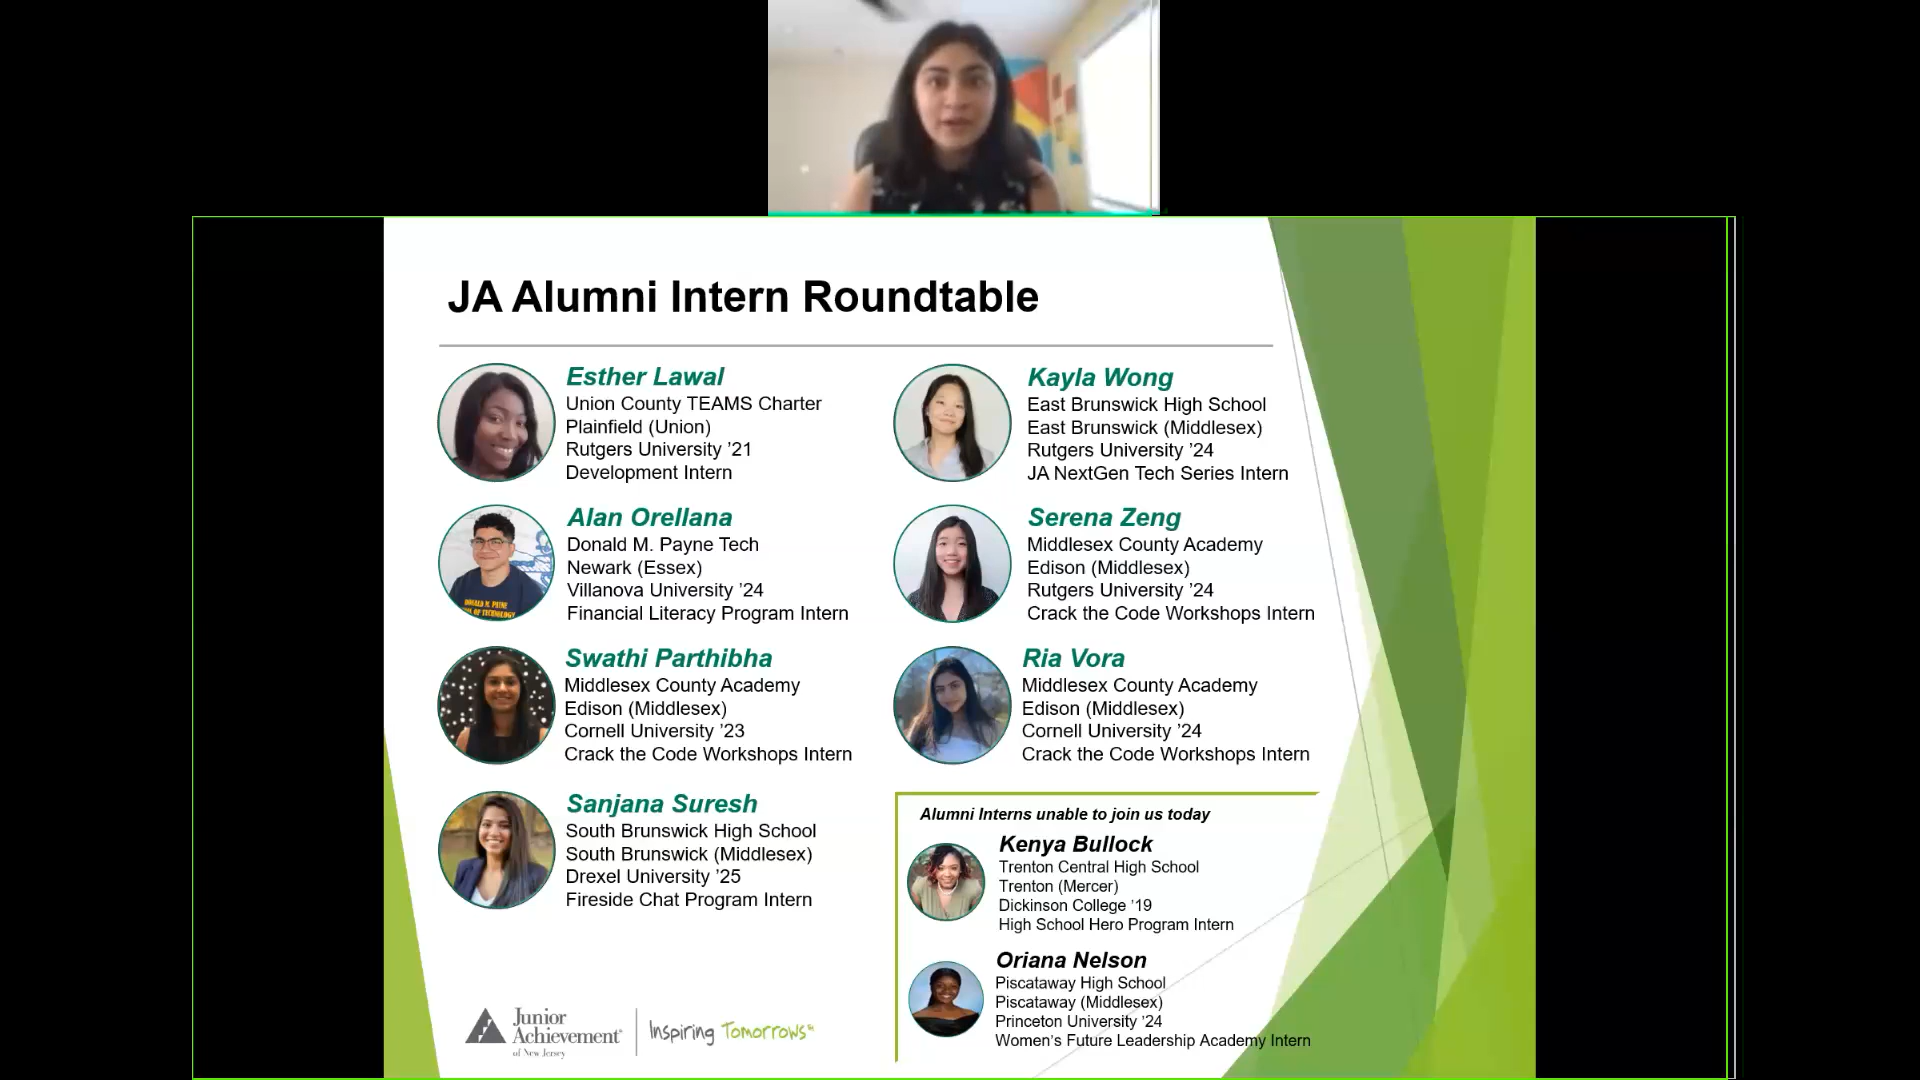 JA Alumni Intern Roundtable
Esther Lawal
Union County TEAMS Charter
Plainfield (Union)
Rutgers University ’21
Development Intern
Kayla Wong
East Brunswick High School
East Brunswick (Middlesex)
Rutgers University ’24
JA NextGen Tech Series Intern
Alan Orellana
Donald M. Payne Tech
Newark (Essex)
Villanova University ’24
Financial Literacy Program Intern
DONALD M. PAYNE
OF TECHNOLOGY
Serena Zeng
Middlesex County Academy
Edison (Middlesex)
Rutgers University ’24
Crack the Code Workshops Intern
Swathi Parthibha
Middlesex County Academy
Edison (Middlesex)
Cornell University ’23
Crack the Code Workshops Intern
Ria Vora
Middlesex County Academy
Edison (Middlesex)
Cornell University ’24
Crack the Code Workshops Intern
Sanjana Suresh
South Brunswick High School
South Brunswick (Middlesex)
Drexel University ’25
Fireside Chat Program Intern
Alumni Interns unable to join us today
Kenya Bullock
Trenton Central High School
Trenton (Mercer)
Dickinson College ’19
High School Hero Program Intern
Oriana Nelson
Piscataway High School
Piscataway (Middlesex)
Princeton University ’24
Women’s Future Leadership Academy Intern
Junior
Achievement®
of New Jersey
Inspiring Tomorrows℠